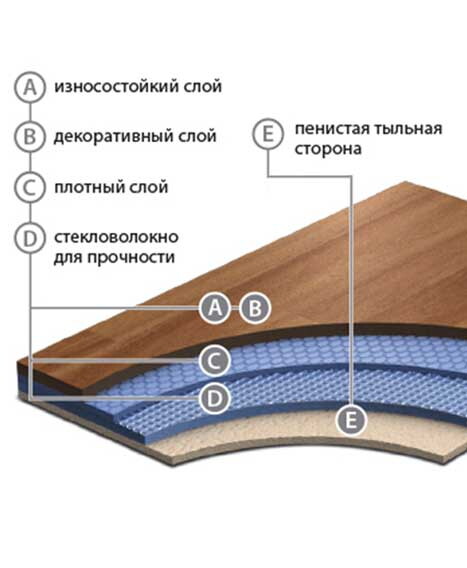 A износостойкий слой
B декоративный слой
E пенистая тыльная
сторона
C плотный слой
D стекловолокно
для прочности
A B
C
D
E